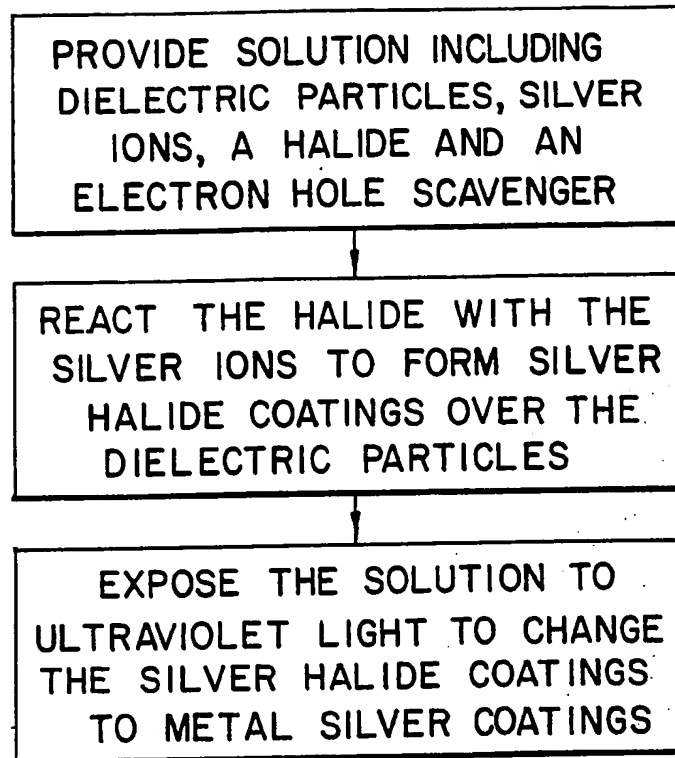 PROVIDE SOLUTION INCLUDING
DIELECTRIC PARTICLES, SILVER
IONS, A HALIDE AND AN
ELECTRON HOLE SCAVENGER
REACT THE HALIDE WITH THE
SILVER IONS TO FORM SILVER
HALIDE COATINGS OVER THE
DIELECTRIC PARTICLES
EXPOSE THE SOLUTION TO
ULTRAVIOLET LIGHT TO CHANGE
THE SILVER HALIDE COATINGS
TO METAL SILVER COATINGS